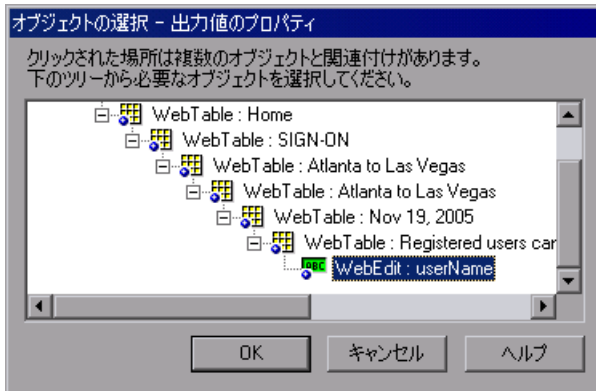 オブジェクトの選択 - 出力値のプロパティ
クリックされた場所は複数のオブジェクトと関連付けがあります。
下のツリーから必要なオブジェクトを選択してください。
WebTable : Home
WebTable : SIGN-ON
WebTable : Atlanta to Las Vegas
WebTable : Atlanta to Las Vegas
WebTable : Nov 19, 2005
WebTable : Registered users car
ABC WebEdit : userName
OK キャンセル ヘルプ